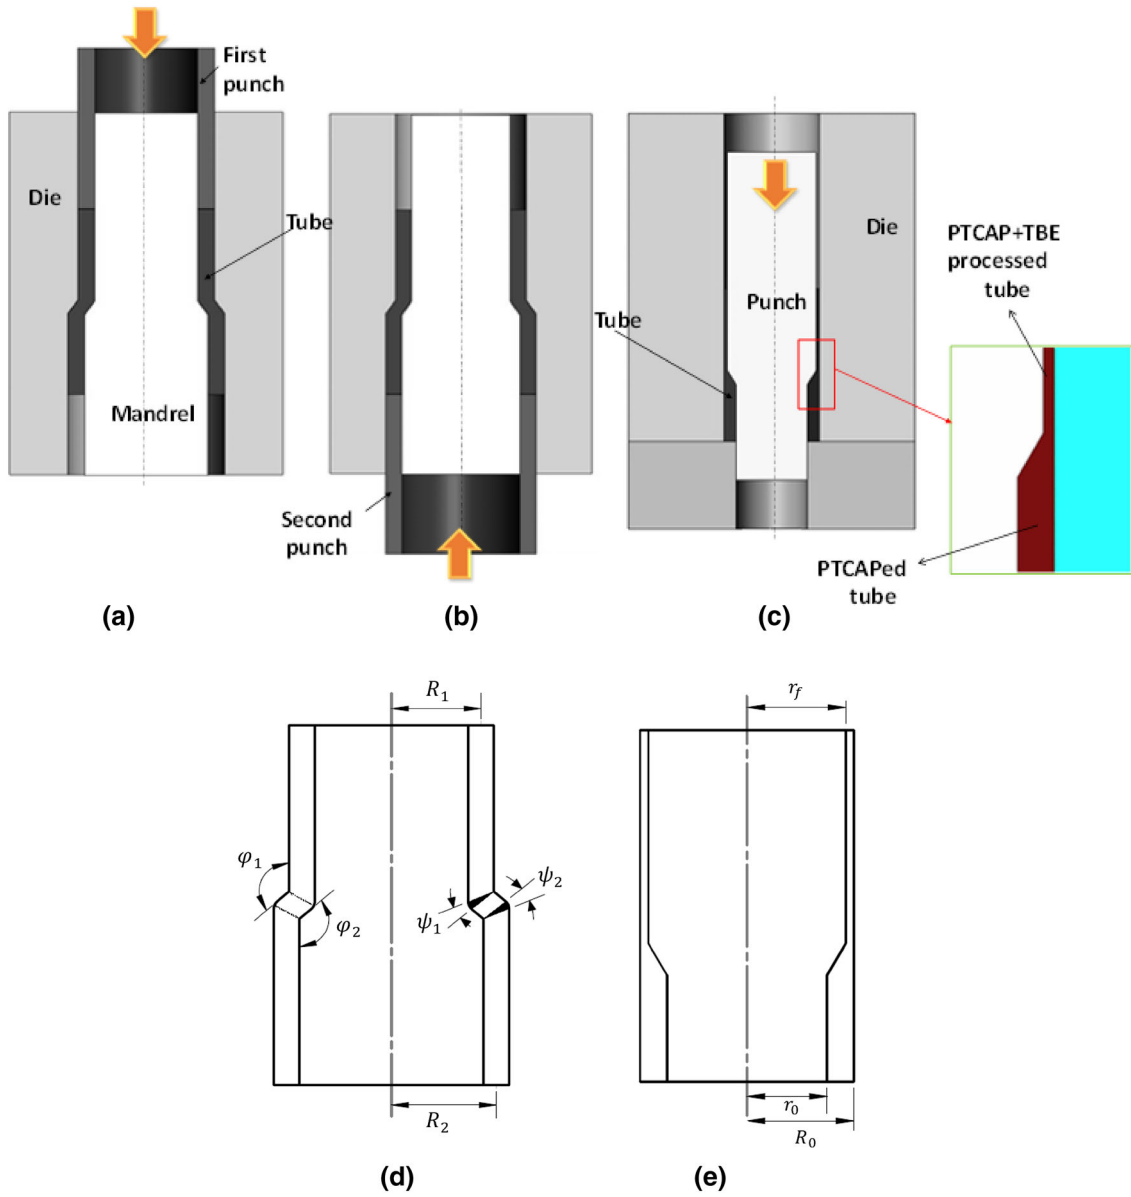 First
punch
Die
Tube
Mandrel
(a)
Second
punch
(b)
Die
Punch
Tube
(c)
PTCAP+TBE
processed
tube
PTCAPed
tube
R₁
φ₁
φ₂
ψ₂
ψ₁
R₂
(d)
r_f
r₀
R₀
(e)